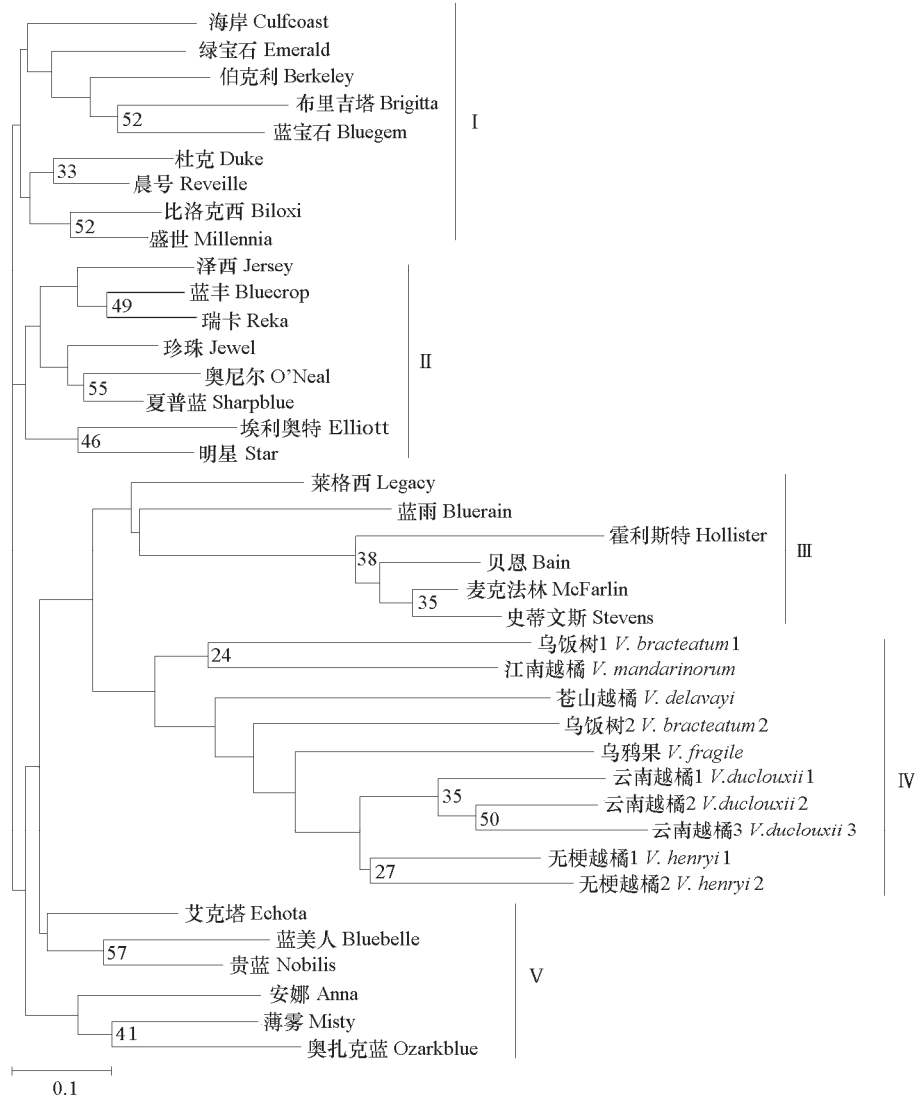 海岸 Culfcoast
绿宝石 Emerald
伯克利 Berkeley
布里吉塔 Brigitta
52
蓝宝石 Bluegem
I
杜克 Duke
33
晨号 Reveille
比洛克西 Biloxi
52
盛世 Millennia
泽西 Jersey
蓝丰 Bluecrop
49
瑞卡 Reka
珍珠 Jewel
II
奥尼尔 O’Neal
55
夏普蓝 Sharpblue
埃利奥特 Elliott
46
明星 Star
莱格西 Legacy
蓝雨 Bluerain
霍利斯特 Hollister
III
38
贝恩 Bain
麦克法林 McFarlin
35
史蒂文斯 Stevens
乌饭树1 V. bracteatum 1
24
江南越橘 V. mandarinorum
苍山越橘 V. delavayi
乌饭树2 V. bracteatum 2
乌鸦果 V. fragile
云南越橘1 V.duclouxii 1
IV
35
云南越橘2 V.duclouxii 2
50
云南越橘3 V.duclouxii 3
无梗越橘1 V. henryi 1
27
无梗越橘2 V. henryi 2
艾克塔 Echota
蓝美人 Bluebelle
57
贵蓝 Nobilis
V
安娜 Anna
薄雾 Misty
41
奥扎克蓝 Ozarkblue
0.1